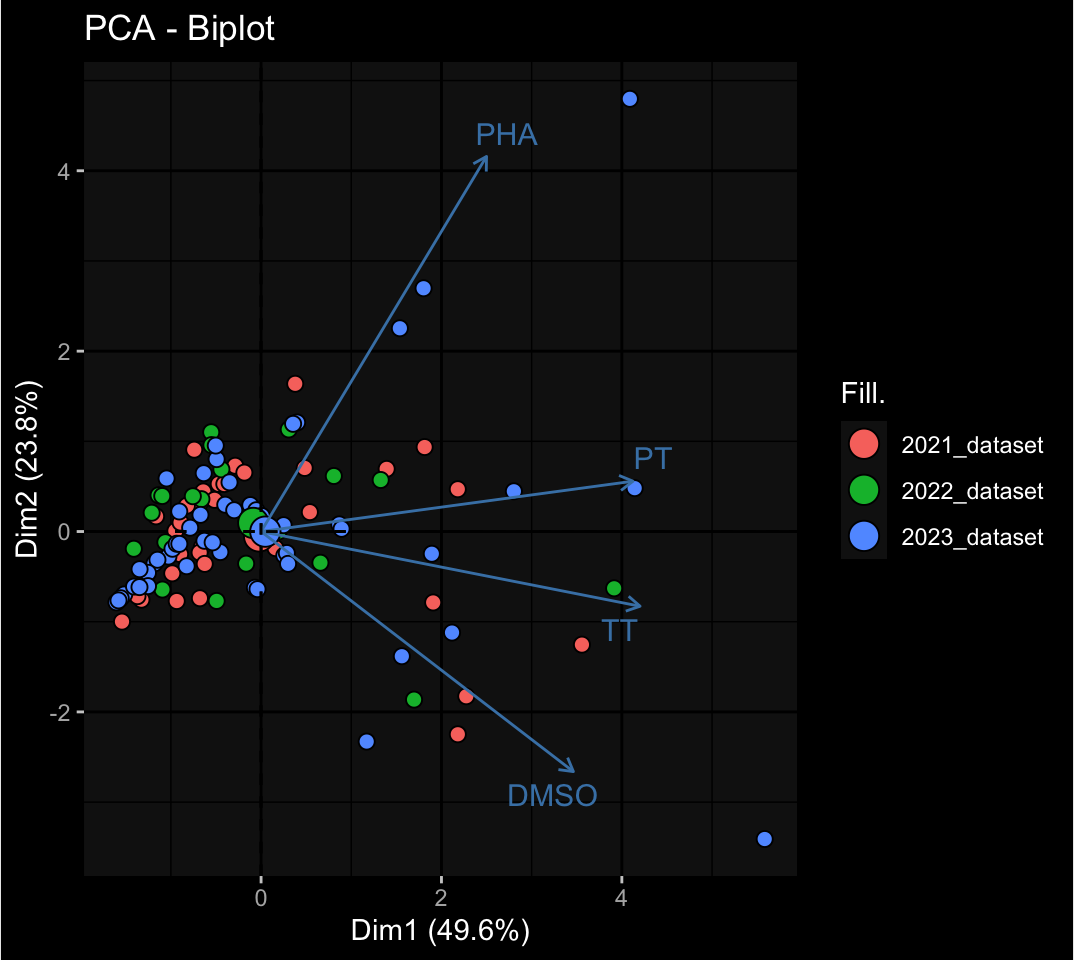 PCA - Biplot
PHA
PT
TT
DMSO
4
2
0
-2
0
2
4
Dim1 (49.6%)
Dim2 (23.8%)
Fill.
2021_dataset
2022_dataset
2023_dataset